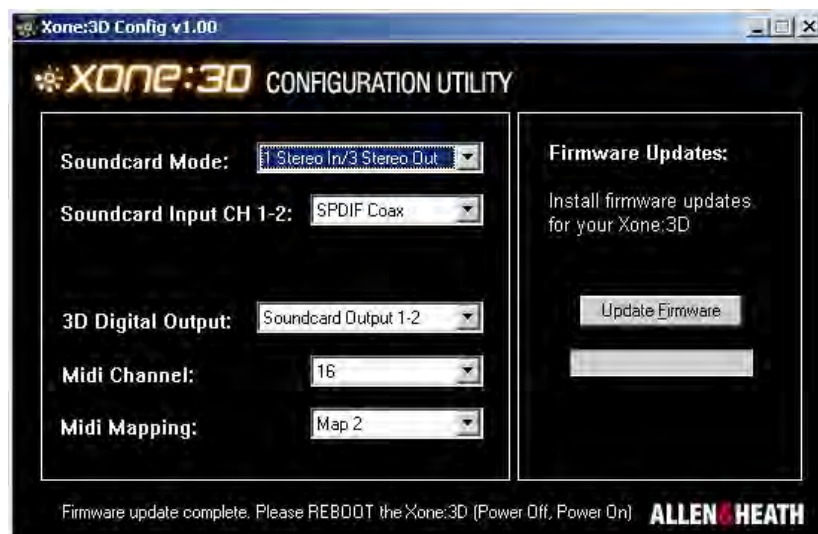 Xone:3D Config v1.00
XONE:3D CONFIGURATION UTILITY
Soundcard Mode: 1 Stereo In/3 Stereo Out
Soundcard Input CH 1-2: SPDIF Coax
3D Digital Output: Soundcard Output 1-2
Midi Channel: 16
Midi Mapping: Map 2
Firmware Updates:
Install firmware updates
for your Xone:3D
Update Firmware
Firmware update complete. Please REBOOT the Xone:3D (Power Off, Power On)
ALLEN&HEATH